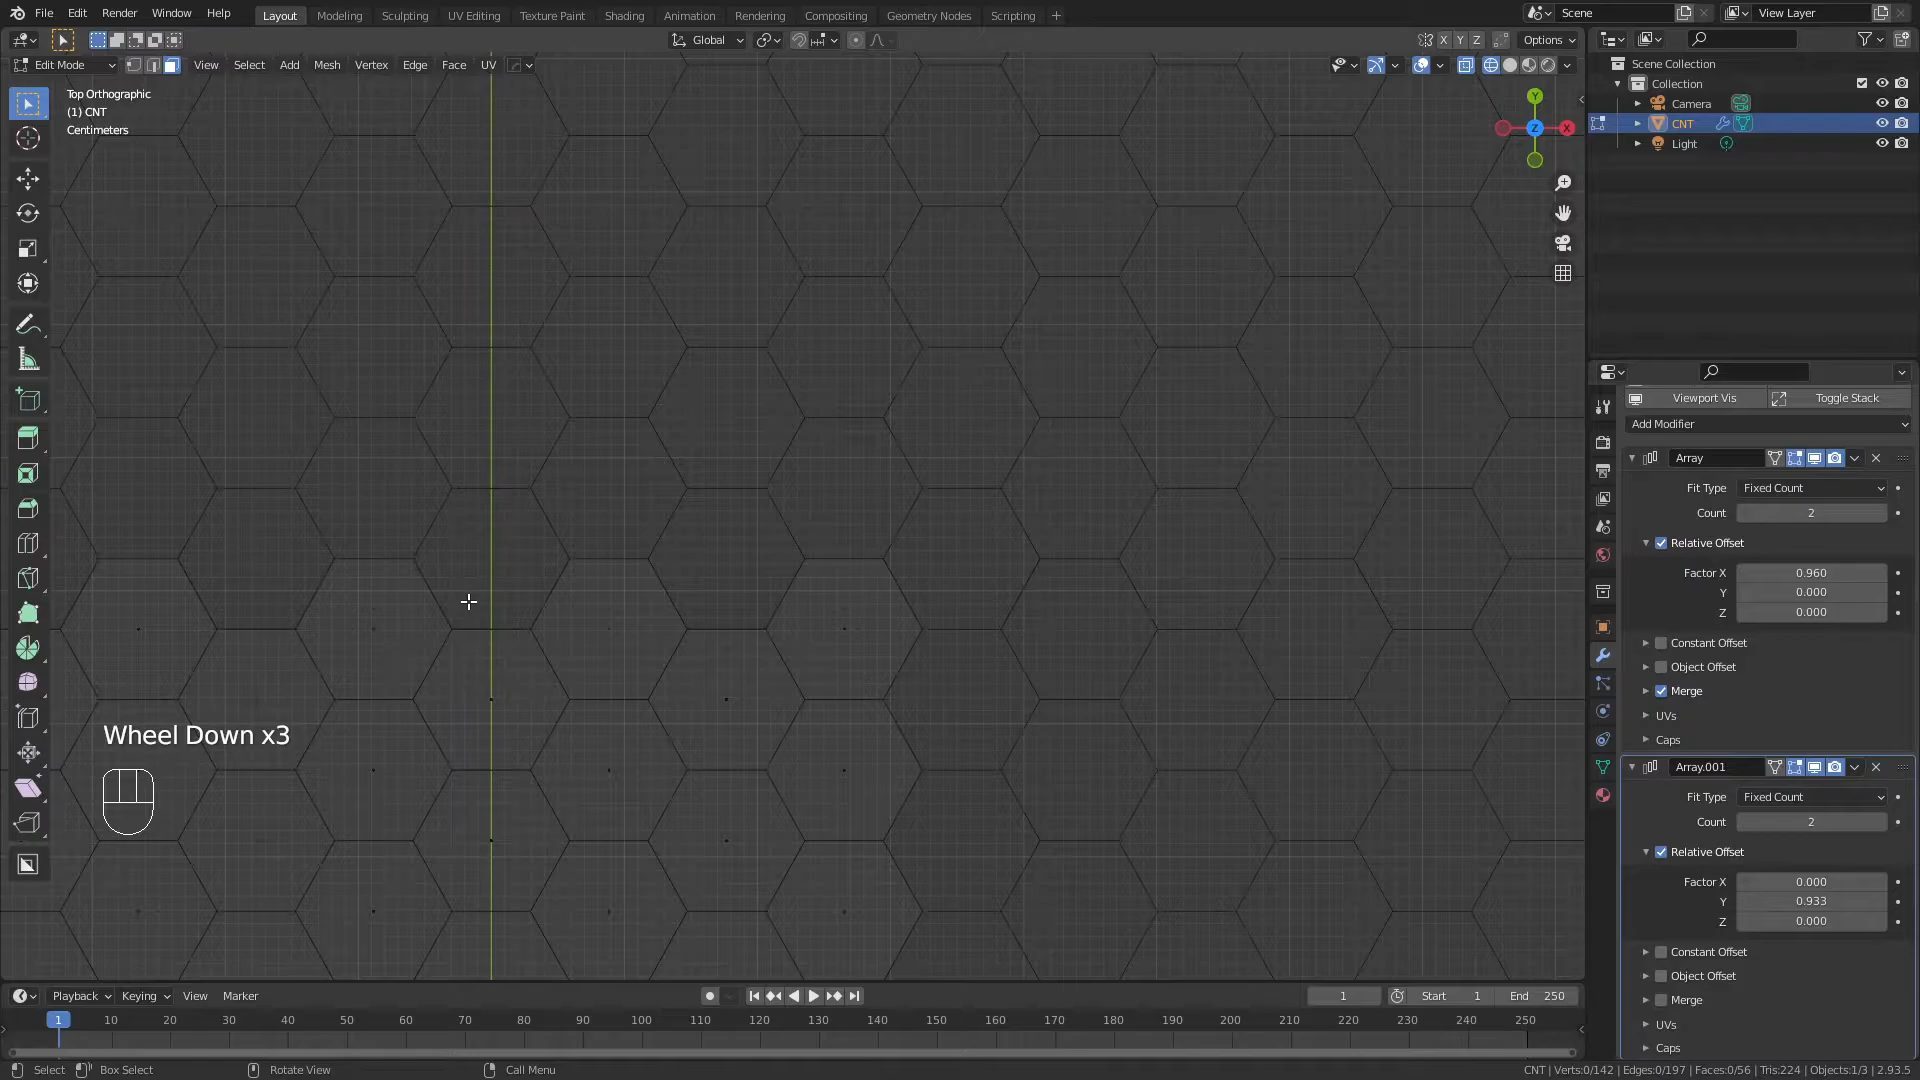 File Edit Render Window Help Layout Modeling Sculpting UV Editing Texture Paint Shading Animation Rendering Compositing Geometry Nodes Scripting Scene View Layer
Global X Y Z Options
Edit Mode View Select Add Mesh Vertex Edge Face UV
Top Orthographic
(1) CNT
Centimeters
Y
Z
X
Scene Collection
Collection
Camera
CNT
Light
Viewport Vis Toggle Stack
Add Modifier
Array
Fit Type Fixed Count
Count 2
Relative Offset
Factor X 0.960
Y 0.000
Z 0.000
Constant Offset
Object Offset
Merge
UVs
Caps
Array.001
Fit Type Fixed Count
Count 2
Relative Offset
Factor X 0.000
Y 0.933
Z 0.000
Constant Offset
Object Offset
Merge
UVs
Caps
Wheel Down x3
Playback Keying View Marker 1 Start 1 End 250
1 10 20 30 40 50 60 70 80 90 100 110 120 130 140 150 160 170 180 190 200 210 220 230 240 250
Select Box Select Rotate View Call Menu CNT | Verts:0/142 | Edges:0/197 | Faces:0/56 | Tris:224 | Objects:1/3 | 2.93.5